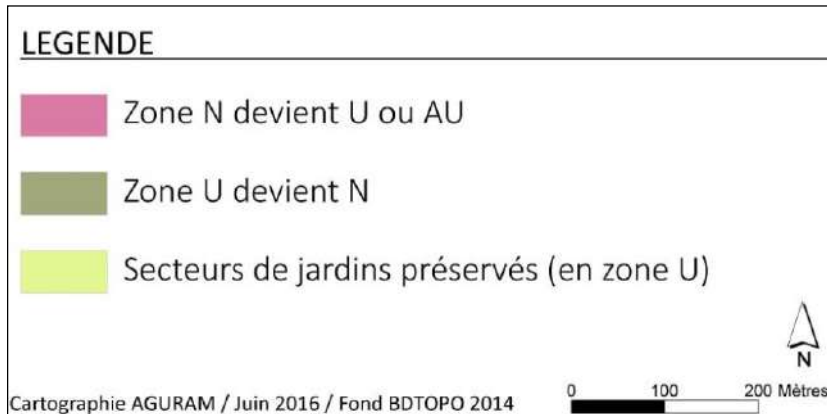 LEGENDE
Zone N devient U ou AU
Zone U devient N
Secteurs de jardins préservés (en zone U)
N
0 100 200 Mètres
Cartographie AGURAM / Juin 2016 / Fond BDTOPO 2014